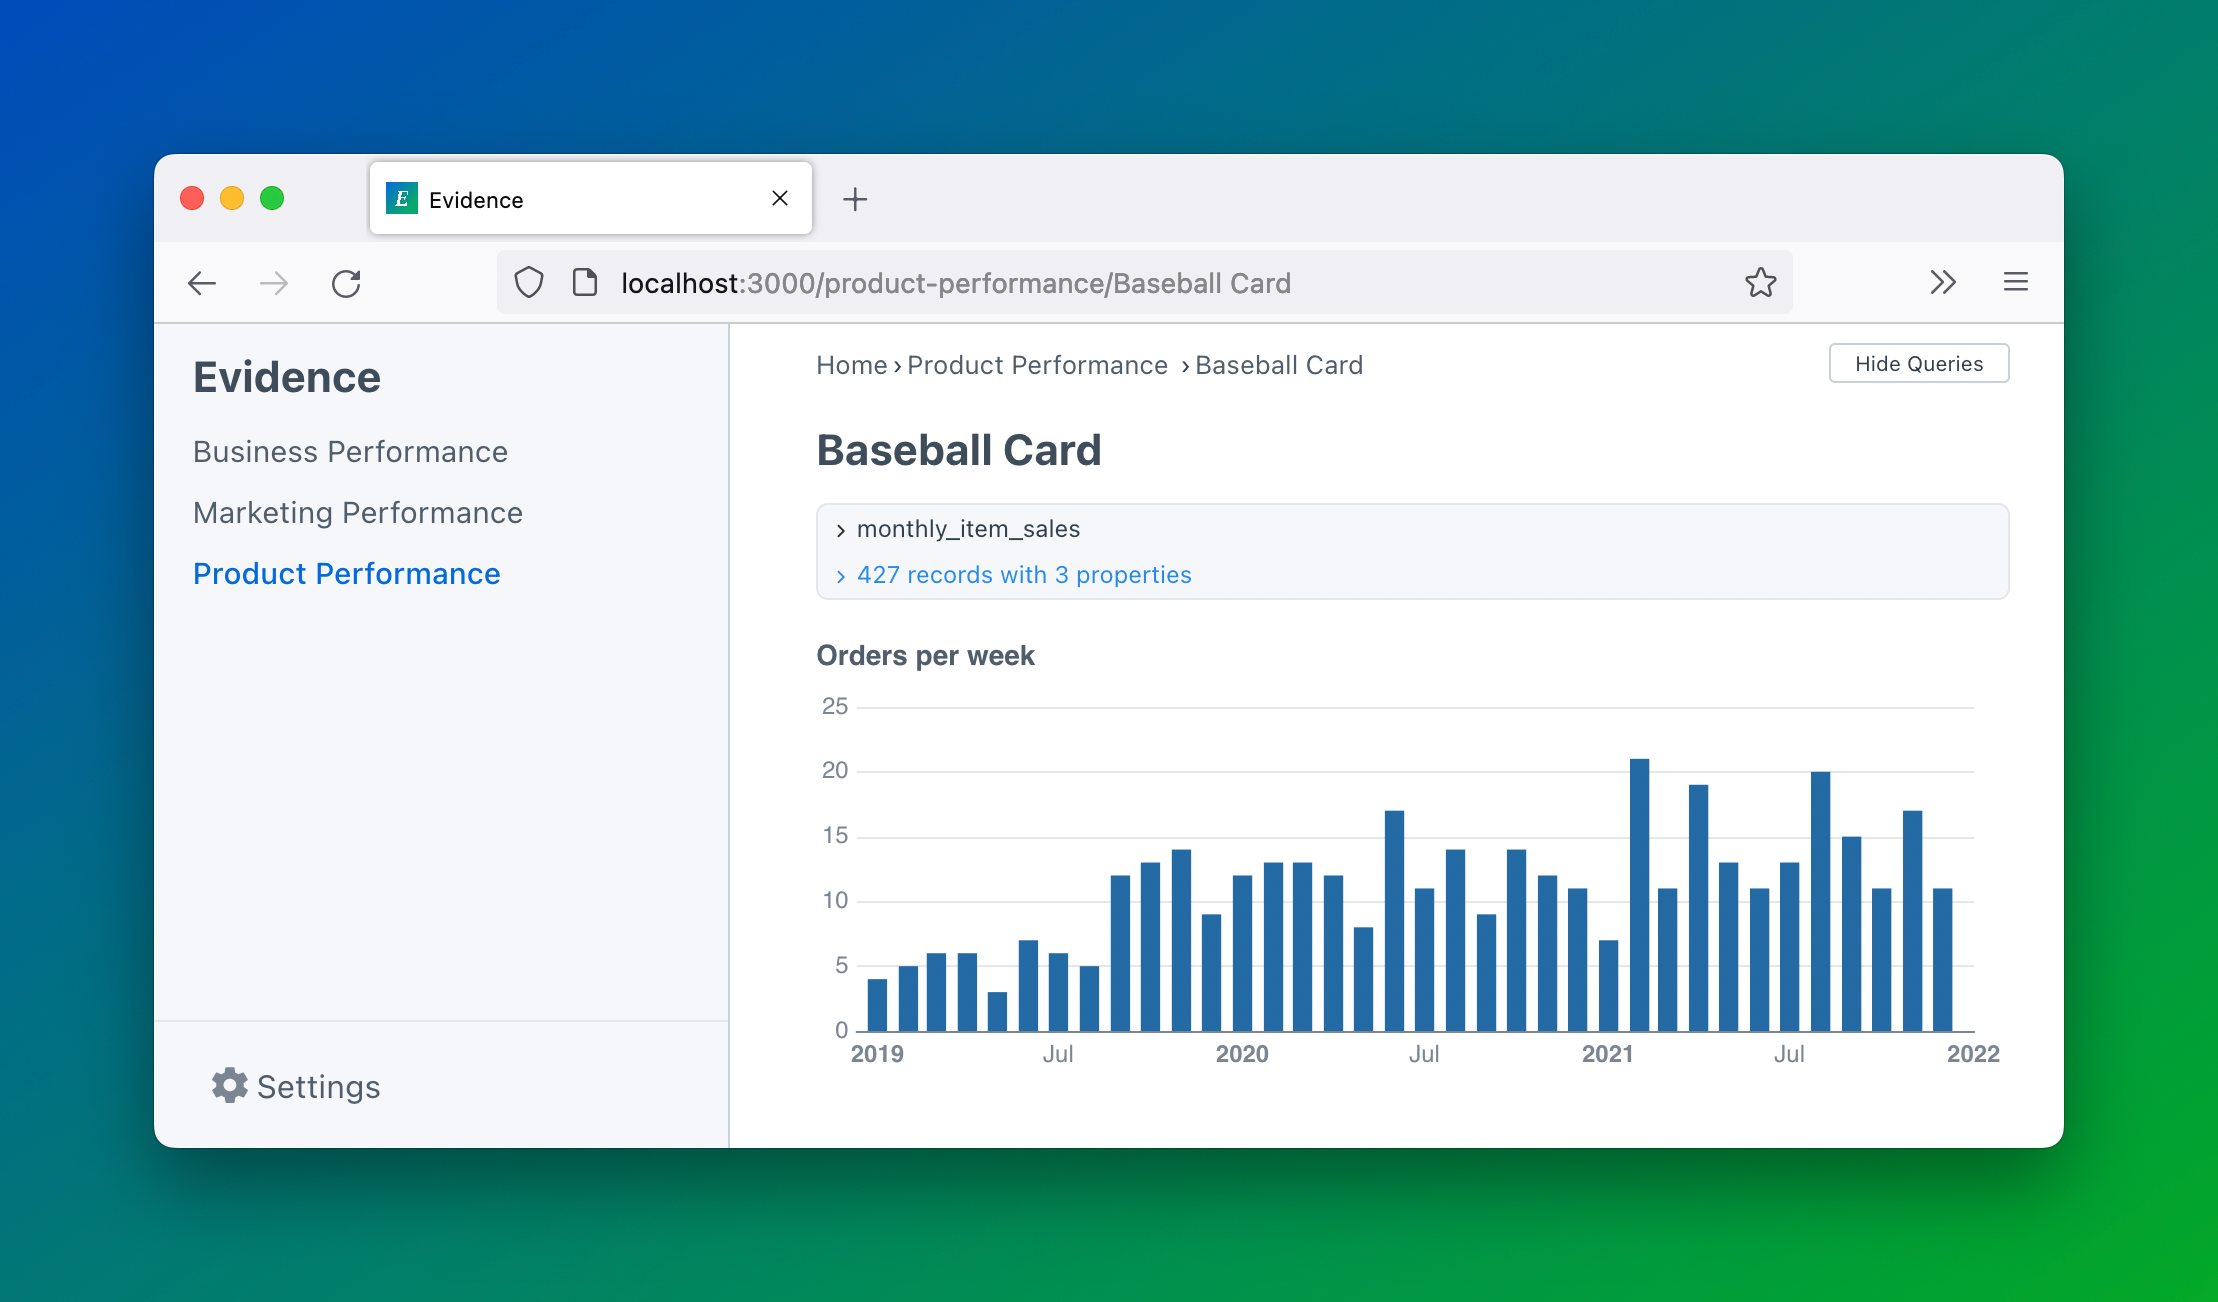 E Evidence
localhost:3000/product-performance/Baseball Card
Evidence
Business Performance
Marketing Performance
Product Performance
Settings
Home › Product Performance › Baseball Card
Hide Queries
Baseball Card
monthly_item_sales
427 records with 3 properties
Orders per week
25
20
15
10
5
0
2019 Jul 2020 Jul 2021 Jul 2022